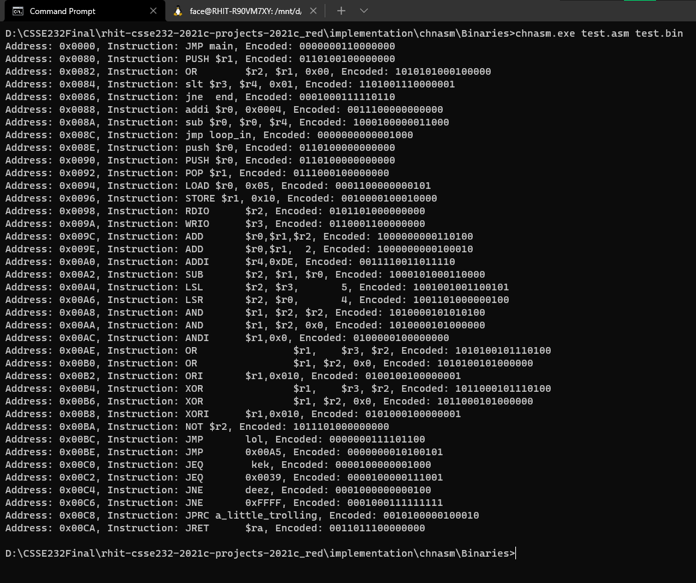 Command Prompt
face@RHIT-R90VM7XY: /mnt/d,
D:\CSSE232Final\rhit-csse232-2021c-projects-2021c_red\implementation\chnasm\Binaries>chnasm.exe test.asm test.bin
Address: 0x0000, Instruction: JMP main, Encoded: 0000000110000000
Address: 0x0080, Instruction: PUSH $r1, Encoded: 0110100100000000
Address: 0x0082, Instruction: OR $r2, $r1, 0x00, Encoded: 1010101000100000
Address: 0x0084, Instruction: slt $r3, $r4, 0x01, Encoded: 1101001110000001
Address: 0x0086, Instruction: jne end, Encoded: 0001000111110110
Address: 0x0088, Instruction: addi $r0, 0x0004, Encoded: 0011100000000000
Address: 0x008A, Instruction: sub $r0, $r0, $r4, Encoded: 1000100000011000
Address: 0x008C, Instruction: jmp loop_in, Encoded: 0000000000001000
Address: 0x008E, Instruction: push $r0, Encoded: 0110100000000000
Address: 0x0090, Instruction: PUSH $r0, Encoded: 0110100000000000
Address: 0x0092, Instruction: POP $r1, Encoded: 0111000100000000
Address: 0x0094, Instruction: LOAD $r0, 0x05, Encoded: 0001100000000101
Address: 0x0096, Instruction: STORE $r1, 0x10, Encoded: 0010000100010000
Address: 0x0098, Instruction: RDIO $r2, Encoded: 0101101000000000
Address: 0x009A, Instruction: WRIO $r3, Encoded: 0110001100000000
Address: 0x009C, Instruction: ADD $r0,$r1,$r2, Encoded: 1000000000110100
Address: 0x009E, Instruction: ADD $r0,$r1, 2, Encoded: 1000000000100010
Address: 0x00A0, Instruction: ADDI $r4,0xDE, Encoded: 0011110011011110
Address: 0x00A2, Instruction: SUB $r2, $r1, $r0, Encoded: 1000101000110000
Address: 0x00A4, Instruction: LSL $r2, $r3, 5, Encoded: 1001001001100101
Address: 0x00A6, Instruction: LSR $r2, $r0, 4, Encoded: 1001101000000100
Address: 0x00A8, Instruction: AND $r1, $r2, $r2, Encoded: 1010000101010100
Address: 0x00AA, Instruction: AND $r1, $r2, 0x0, Encoded: 1010000101000000
Address: 0x00AC, Instruction: ANDI $r1,0x0, Encoded: 0100000100000000
Address: 0x00AE, Instruction: OR $r1, $r3, $r2, Encoded: 1010100101110100
Address: 0x00B0, Instruction: OR $r1, $r2, 0x0, Encoded: 1010100101000000
Address: 0x00B2, Instruction: ORI $r1,0x010, Encoded: 0100100100000001
Address: 0x00B4, Instruction: XOR $r1, $r3, $r2, Encoded: 1011000101110100
Address: 0x00B6, Instruction: XOR $r1, $r2, 0x0, Encoded: 1011000101000000
Address: 0x00B8, Instruction: XORI $r1,0x010, Encoded: 0101000100000001
Address: 0x00BA, Instruction: NOT $r2, Encoded: 1011101000000000
Address: 0x00BC, Instruction: JMP lol, Encoded: 0000000111101100
Address: 0x00BE, Instruction: JMP 0x00A5, Encoded: 0000000010100101
Address: 0x00C0, Instruction: JEQ kek, Encoded: 0000100000001000
Address: 0x00C2, Instruction: JEQ 0x0039, Encoded: 0000100000111001
Address: 0x00C4, Instruction: JNE deez, Encoded: 0001000000000100
Address: 0x00C6, Instruction: JNE 0xFFFF, Encoded: 0001000111111111
Address: 0x00C8, Instruction: JPRC a_little_trolling, Encoded: 0010100000100010
Address: 0x00CA, Instruction: JRET $ra, Encoded: 0011011100000000
D:\CSSE232Final\rhit-csse232-2021c-projects-2021c_red\implementation\chnasm\Binaries>